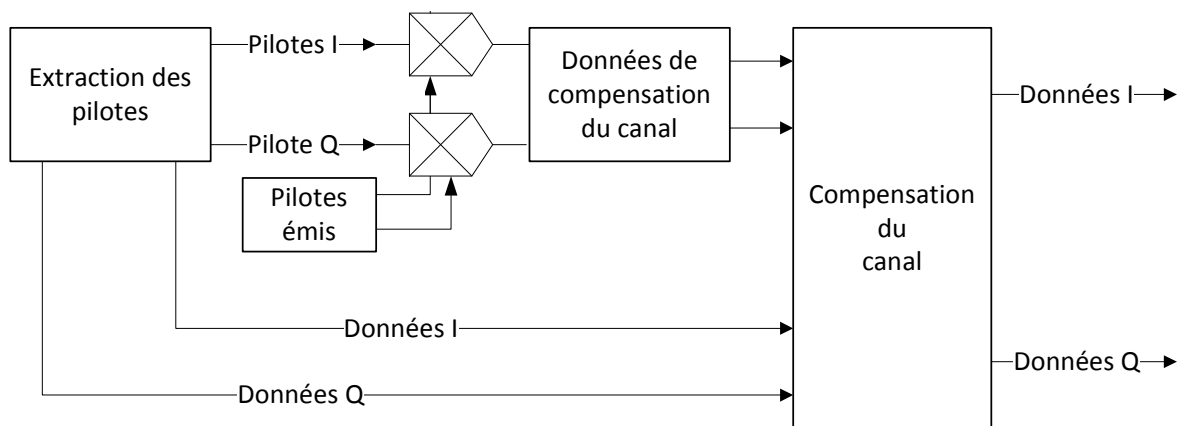 Extraction des
pilotes
Pilotes I
Pilote Q
Pilotes
émis
Données de
compensation
du canal
Compensation
du
canal
Données I
Données Q
Données I
Données Q